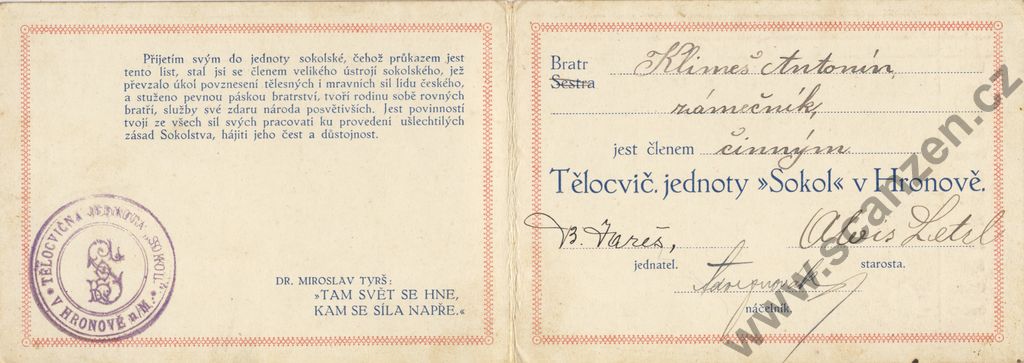 Přijetím svým do jednoty sokolské, čehož průkazem jest
tento list, stal jsi se členem velikého ústrojí sokolského, jež
převzalo úkol povznesení tělesných i mravních sil lidu českého,
a stuženo pevnou páskou bratrství, tvoří rodinu sobě rovných
bratří, služby své zdaru národa posvětivších. Jest povinností
tvojí ze všech sil svých pracovati ku provedení ušlechtilých
zásad Sokolstva, hájiti jeho čest a důstojnost.
TĚLOCVIČNÁ JEDNOTA „SOKOL“
V HRONOVĚ n/M.
DR. MIROSLAV TYRŠ:
»TAM SVĚT SE HNE,
KAM SE SÍLA NAPŘE.«
Bratr Klimeš Antonín,
Sestra
zámečník,
jest členem činným
Tělocvič. jednoty »Sokol« v Hronově.
B. Jareš, Alois Letzl
jednatel. starosta.
náčelník.
www.scanzen.cz